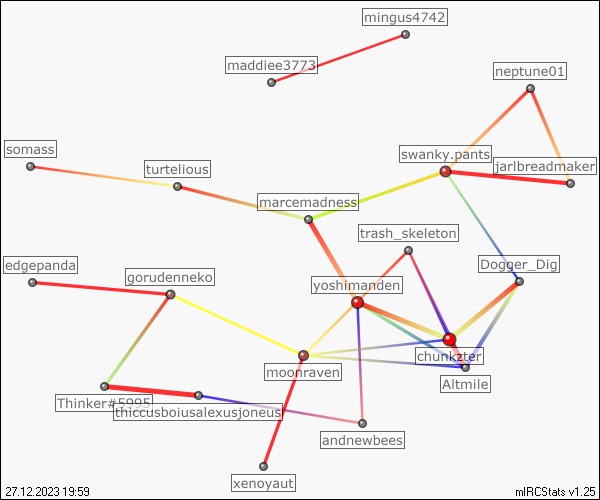 mingus4742
maddiee3773
neptune01
somass
swanky.pants
turtelious
jarlbreadmaker
marcemadness
trash_skeleton
edgepanda
gorudenneko
Dogger_Dig
yoshimanden
chunkzter
moonraven
Altmile
Thinker#5995
thiccusboiusalexusjoneus
andnewbees
xenoyaut
27.12.2023 19:59
mIRCStats v1.25